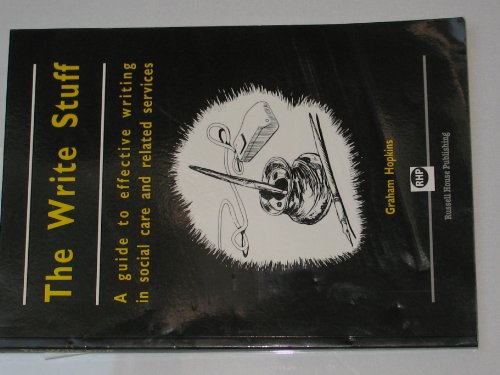 The Write Stuff
A guide to effective writing
in social care and related services
Graham Hopkins
RHP
Russell House Publishing